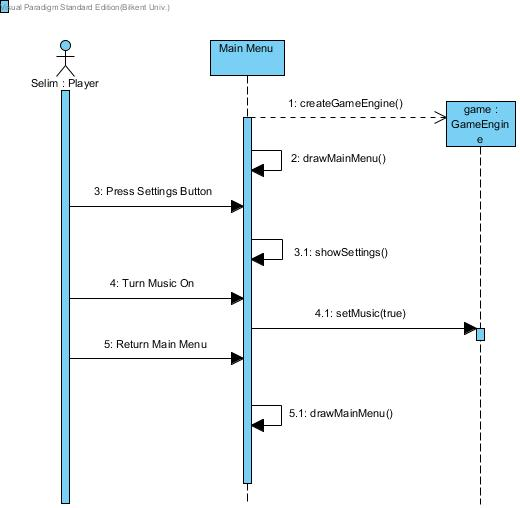 Visual Paradigm Standard Edition(Bilkent Univ.)
Selim : Player
Main Menu
game :
GameEngin
e
1: createGameEngine()
2: drawMainMenu()
3: Press Settings Button
3.1: showSettings()
4: Turn Music On
4.1: setMusic(true)
5: Return Main Menu
5.1: drawMainMenu()